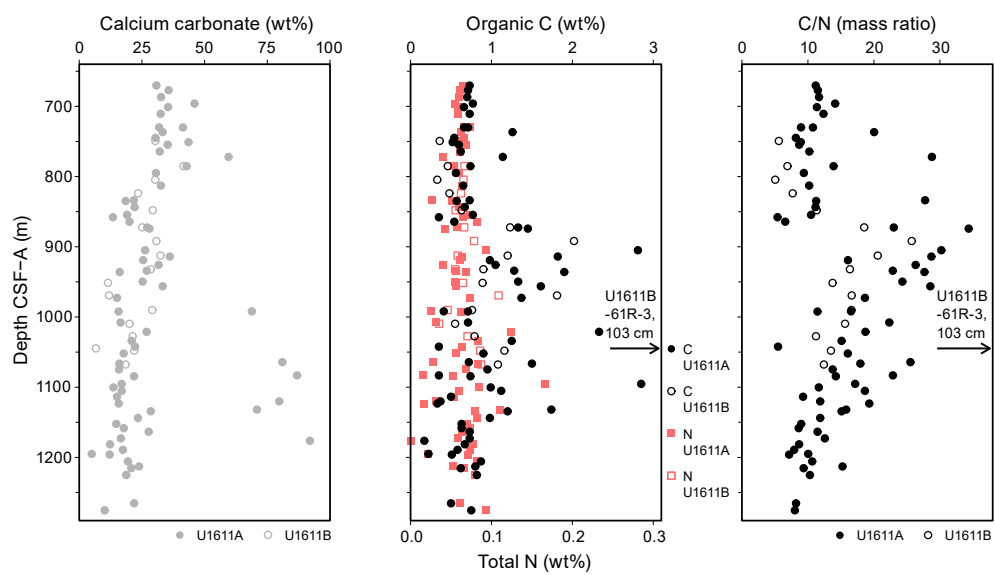 Calcium carbonate (wt%)
0 25 50 75 100
Organic C (wt%)
0 1 2 3
C/N (mass ratio)
0 10 20 30
Depth CSF−A (m)
700
800
900
1000
1100
1200
U1611B
-61R-3,
103 cm
U1611B
-61R-3,
103 cm
C
U1611A
C
U1611B
N
U1611A
N
U1611B
U1611A U1611B
0.0 0.1 0.2 0.3
Total N (wt%)
U1611A U1611B